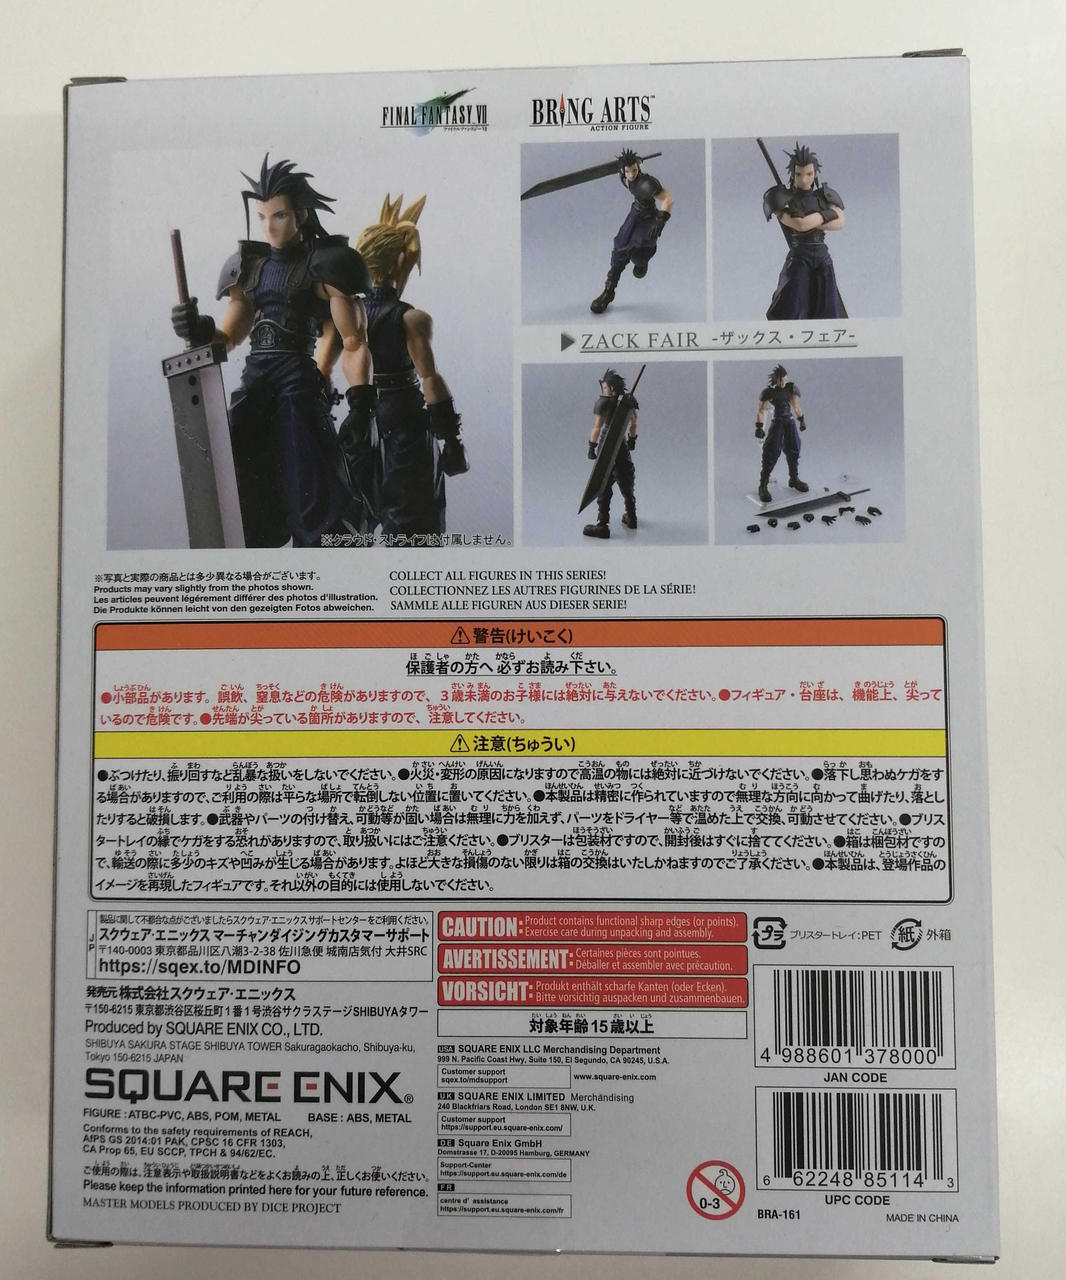 FINAL FANTASY VII
ファイナルファンタジーVII
BRING ARTS™
ACTION FIGURE
ZACK FAIR -ザックス・フェア-
※クラウド・ストライフは付属しません。
※写真と実際の商品とは多少異なる場合がございます。
Products may vary slightly from the photos shown.
Les articles peuvent légérement différer des photos d'illustration.
Die Produkte können leicht von den gezeigten Fotos abweichen.
COLLECT ALL FIGURES IN THIS SERIES!
COLLECTIONNEZ LES AUTRES FIGURINES DE LA SÉRIE!
SAMMLE ALLE FIGUREN AUS DIESER SERIE!
⚠警告(けいこく)
保護者の方へ 必ずお読み下さい。
●小部品があります。誤飲、窒息などの危険がありますので、3歳未満のお子様には絶対に与えないでください。●フィギュア・台座は、機能上、尖って
いるので危険です。●先端が尖っている箇所がありますので、注意してください。
⚠注意(ちゅうい)
●ぶつけたり、振り回すなど乱暴な扱いをしないでください。●火災・変形の原因になりますので高温の物には絶対に近づけないでください。●落下し思わぬケガをす
る場合がありますので、ご利用の際は平らな場所で転倒しない位置に置いてください。●本製品は精密に作られていますので無理な方向に向かって曲げたり、落とし
たりすると破損します。●武器やパーツの付け替え、可動等が固い場合は無理に力を加えず、パーツをドライヤー等で温めた上で交換、可動させてください。●ブリス
タートレイの縁でケガをする恐れがありますので、取り扱いにはご注意ください。●ブリスターは包装材ですので、開封後はすぐに捨ててください。●箱は梱包材ですの
で、輸送の際に多少のキズや凹みが生じる場合があります。よほど大きな損傷のない限りは箱の交換はいたしかねますのでご了承ください。●本製品は、登場作品の
イメージを再現したフィギュアです。それ以外の目的には使用しないでください。
JP
製品に関して不都合な点がございましたらスクウェア・エニックスサポートセンターをご利用ください。
スクウェア・エニックス マーチャンダイジングカスタマーサポート
〒140-0003 東京都品川区八潮3-2-38 佐川急便 城南店気付 大井SRC
https://sqex.to/MDINFO
発売元 株式会社スクウェア・エニックス
〒150-6215 東京都渋谷区桜丘町1番1号渋谷サクラステージSHIBUYAタワー
Produced by SQUARE ENIX CO., LTD.
SHIBUYA SAKURA STAGE SHIBUYA TOWER Sakuragaokacho, Shibuya-ku,
Tokyo 150-6215 JAPAN
SQUARE ENIX®
FIGURE : ATBC-PVC, ABS, POM, METAL BASE : ABS, METAL
Conforms to the safety requirements of REACH,
AfPS GS 2014:01 PAK, CPSC 16 CFR 1303,
CA Prop 65, EU SCCP, TPCH & 94/62/EC.
ご使用の際は、注意表示や取扱説明書などをよくお読みの上、正しくお使いください。
Please keep the information printed here for your future reference.
MASTER MODELS PRODUCED BY DICE PROJECT
CAUTION: Product contains functional sharp edges (or points).
Exercise care during unpacking and assembly.
AVERTISSEMENT: Certaines pièces sont pointues.
Déballer et assembler avec précaution.
VORSICHT: Produkt enthält scharfe Kanten (oder Ecken).
Bitte vorsichtig auspacken und zusammenbauen.
対象年齢15歳以上
USA SQUARE ENIX LLC Merchandising Department
999 N. Pacific Coast Hwy, Suite 150, El Segundo, CA 90245, U.S.A.
Customer support
sqex.to/mdsupport
www.square-enix.com
UK SQUARE ENIX LIMITED Merchandising
240 Blackfriars Road, London SE1 8NW, U.K.
Customer support
https://support.eu.square-enix.com/
DE Square Enix GmbH
Domstrasse 17, D-20095 Hamburg, GERMANY
Support-Center
https://support.eu.square-enix.com/de
FR
centre d' assistance
https://support.eu.square-enix.com/fr
プラ ブリスタートレイ:PET
紙 外箱
4 988601 378000
JAN CODE
6 62248 85114 3
UPC CODE
0-3
BRA-161
MADE IN CHINA